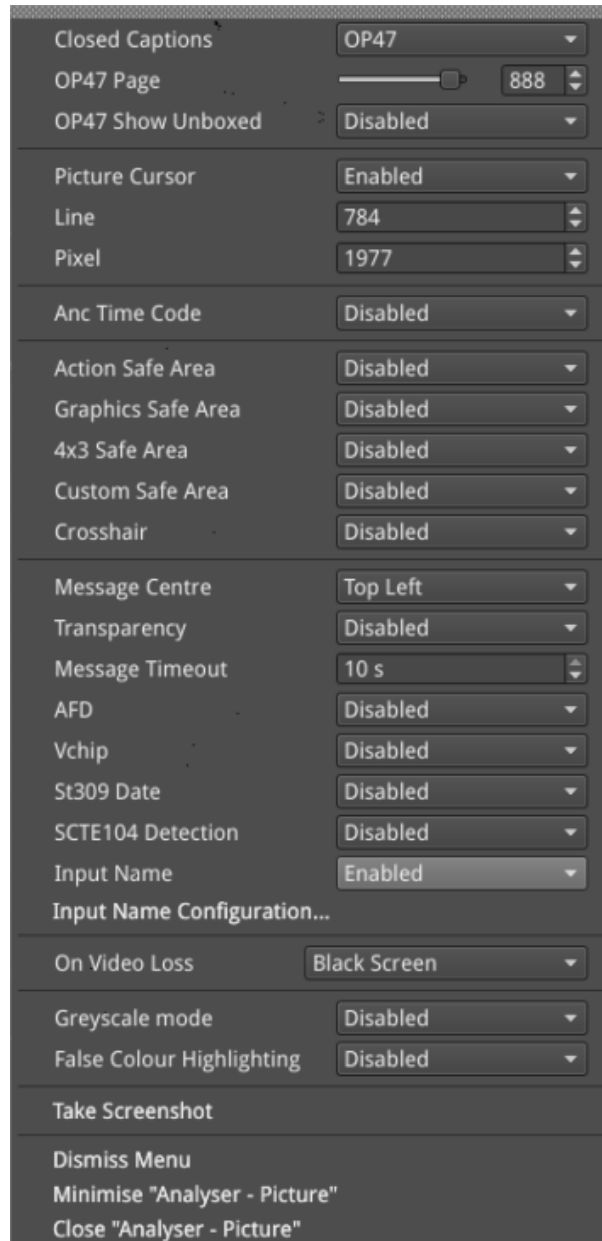 Closed Captions OP47
OP47 Page 888
OP47 Show Unboxed Disabled
Picture Cursor Enabled
Line 784
Pixel 1977
Anc Time Code Disabled
Action Safe Area Disabled
Graphics Safe Area Disabled
4x3 Safe Area Disabled
Custom Safe Area Disabled
Crosshair Disabled
Message Centre Top Left
Transparency Disabled
Message Timeout 10 s
AFD Disabled
Vchip Disabled
St309 Date Disabled
SCTE104 Detection Disabled
Input Name Enabled
Input Name Configuration...
On Video Loss Black Screen
Greyscale mode Disabled
False Colour Highlighting Disabled
Take Screenshot
Dismiss Menu
Minimise "Analyser - Picture"
Close "Analyser - Picture"